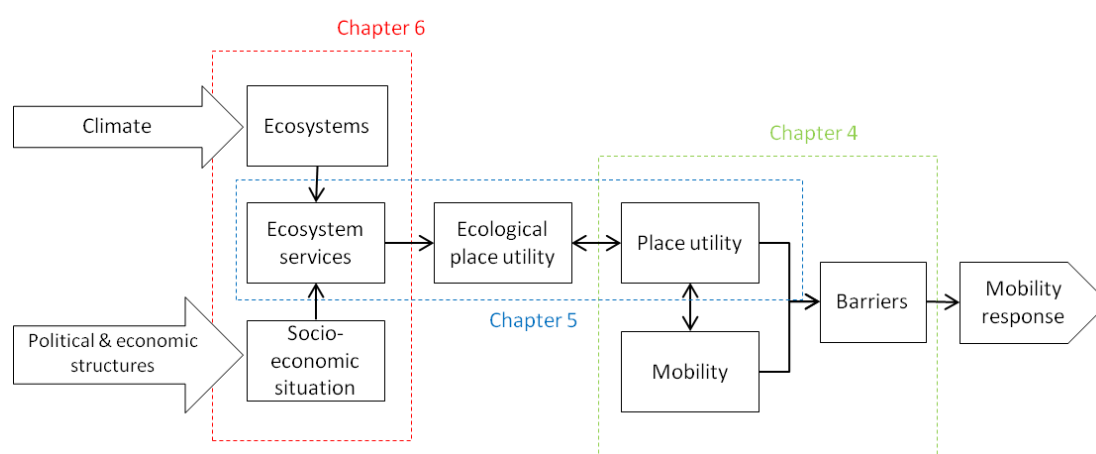 Chapter 6
Climate
Ecosystems
Chapter 4
Ecosystem
services
Ecological
place utility
Place utility
Barriers
Mobility
response
Chapter 5
Political & economic
structures
Socio-
economic
situation
Mobility